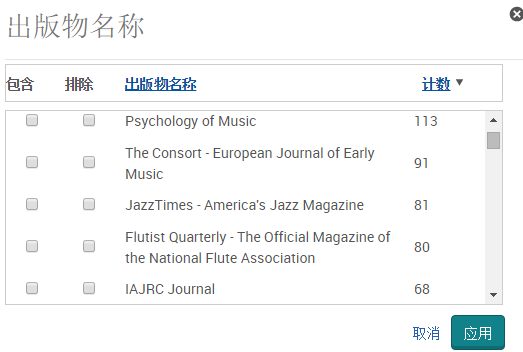 出版物名称
包含 排除 出版物名称 计数 ▼
Psychology of Music 113
The Consort - European Journal of Early
Music 91
JazzTimes - America's Jazz Magazine 81
Flutist Quarterly - The Official Magazine of
the National Flute Association 80
IAJRC Journal 68
取消 应用